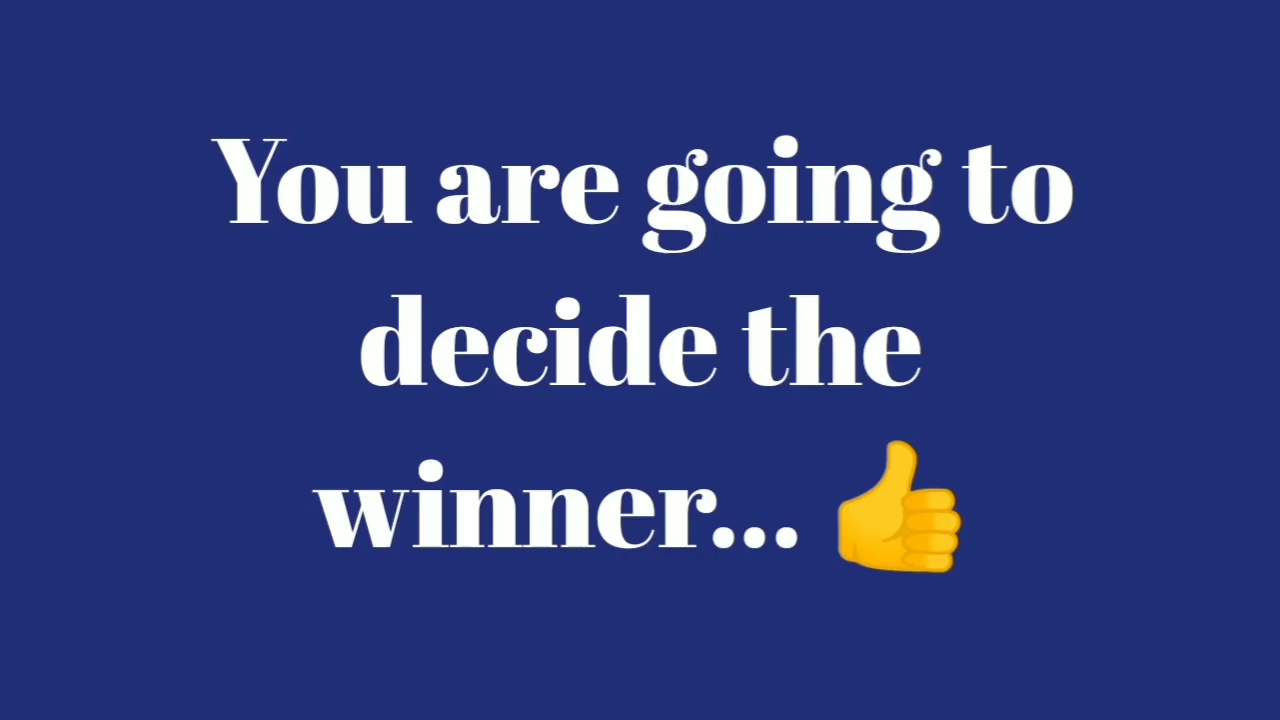 You are going to
decide the
winner... 👍